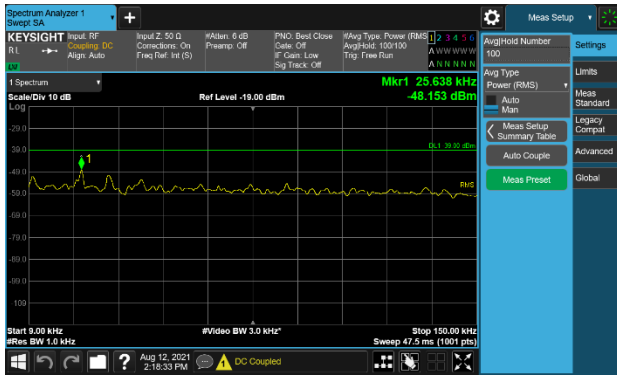 Spectrum Analyzer 1
Swept SA
+
Meas Setup
KEYSIGHT
RL
Input: RF
Coupling: DC
Align: Auto
Input Z: 50 Ω
Corrections: On
Freq Ref: Int (S)
#Atten: 6 dB
Preamp: Off
PNO: Best Close
Gate: Off
IF Gain: Low
Sig Track: Off
#Avg Type: Power (RMS
Avg|Hold: 100/100
Trig: Free Run
1 2 3 4 5 6
A W W W W W
A N N N N N
1 Spectrum
Mkr1 25.638 kHz
Scale/Div 10 dB
Ref Level -19.00 dBm
-48.153 dBm
Log
-29.0
-39.0
DL1 -39.00 dBm
1
-49.0
RMS
-59.0
-69.0
-79.0
-89.0
-99.0
-109
Start 9.00 kHz
#Video BW 3.0 kHz*
Stop 150.00 kHz
#Res BW 1.0 kHz
Sweep 47.5 ms (1001 pts)
?
Aug 12, 2021
2:18:33 PM
DC Coupled
Avg|Hold Number
100
Avg Type
Power (RMS)
Auto
Man
Meas Setup
Summary Table
Auto Couple
Meas Preset
Settings
Limits
Meas
Standard
Legacy
Compat
Advanced
Global